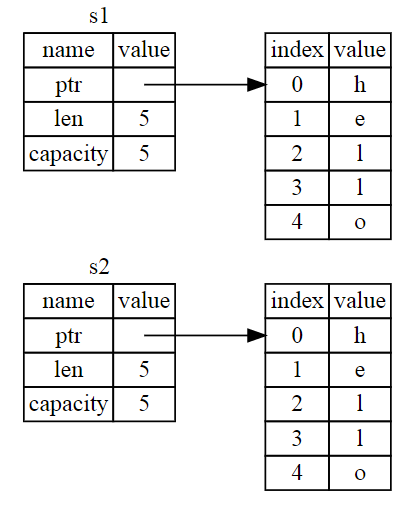 s1
name value
ptr
len 5
capacity 5
index value
0 h
1 e
2 l
3 l
4 o
s2
name value
ptr
len 5
capacity 5
index value
0 h
1 e
2 l
3 l
4 o